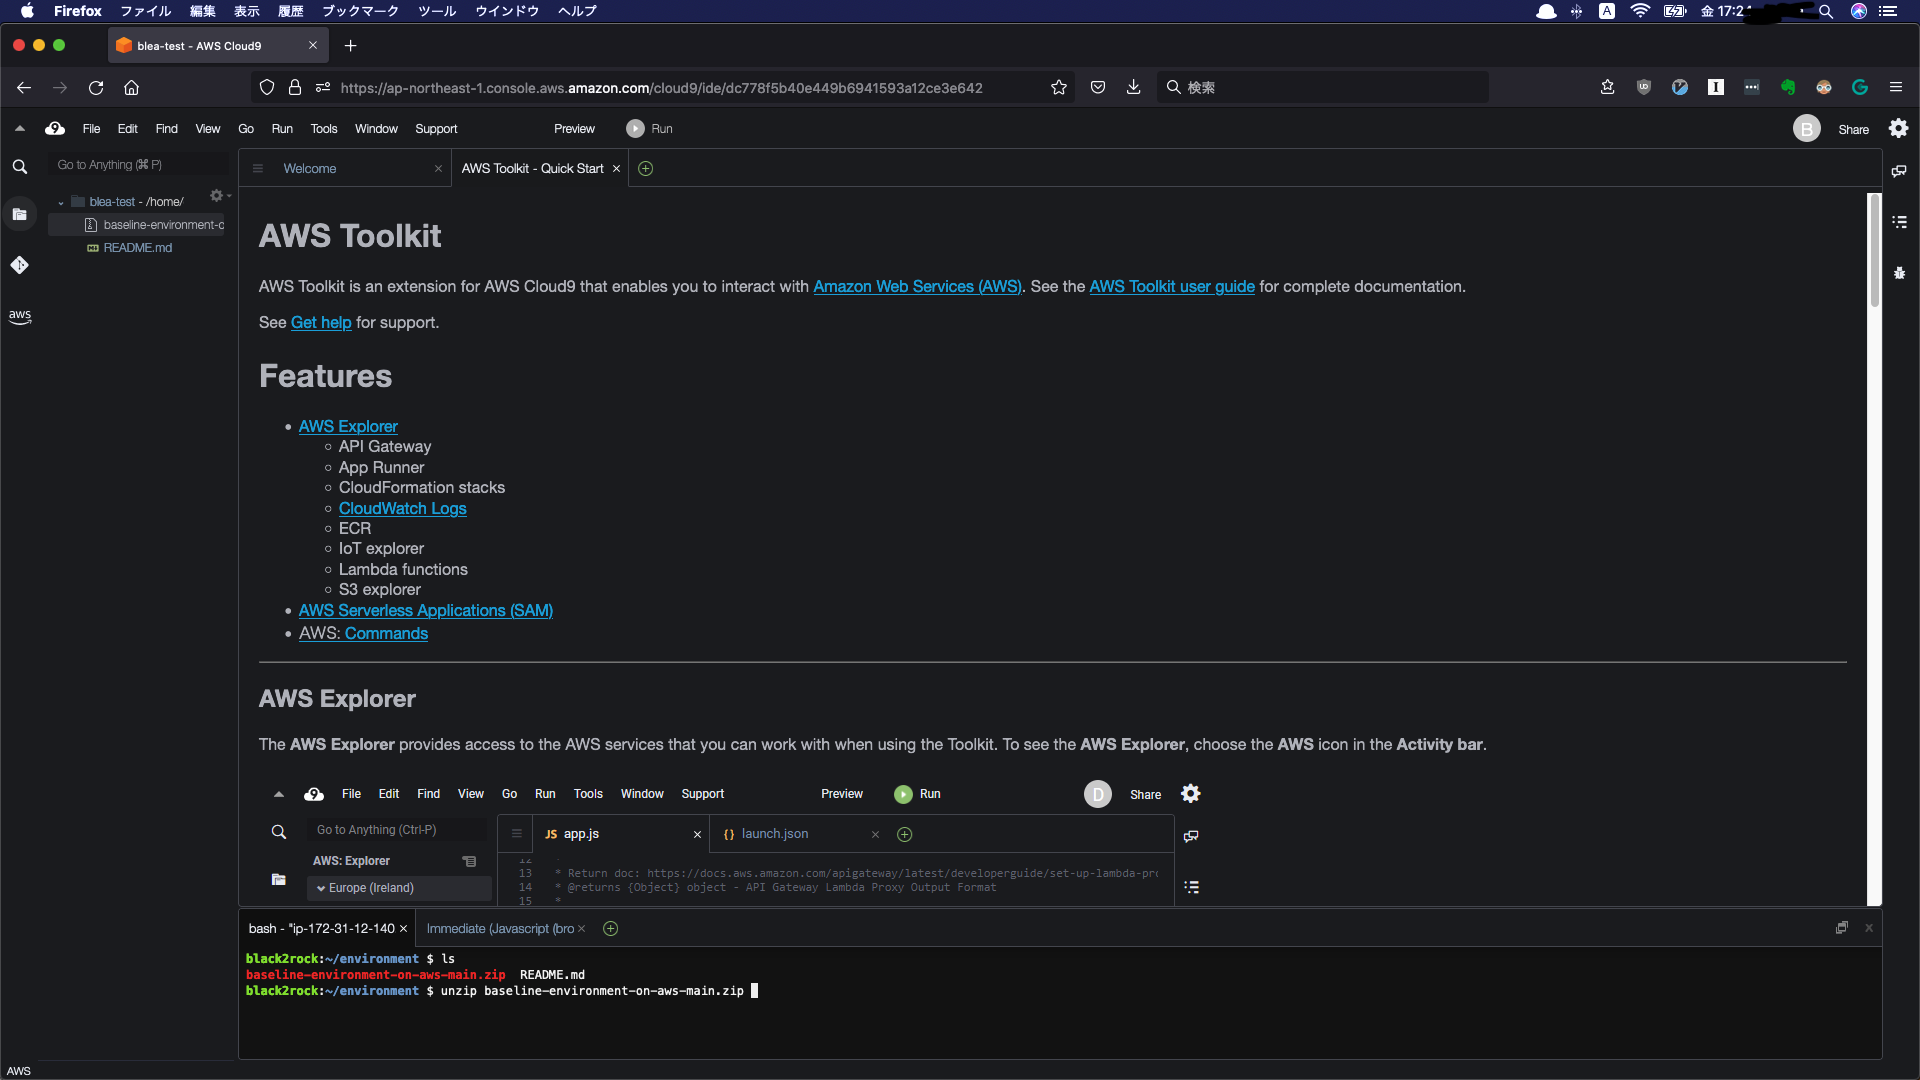 Firefox ファイル 編集 表示 履歴 ブックマーク ツール ウインドウ ヘルプ A 金
blea-test - AWS Cloud9
https://ap-northeast-1.console.aws.amazon.com/cloud9/ide/dc778f5b40e449b6941593a12ce3e642 検索
9 File Edit Find View Go Run Tools Window Support Preview Run B Share
Go to Anything (⌘ P)
Welcome AWS Toolkit - Quick Start
blea-test - /home/
baseline-environment-o
README.md
aws
AWS Toolkit
AWS Toolkit is an extension for AWS Cloud9 that enables you to interact with Amazon Web Services (AWS). See the AWS Toolkit user guide for complete documentation.
See Get help for support.
Features
AWS Explorer
API Gateway
App Runner
CloudFormation stacks
CloudWatch Logs
ECR
IoT explorer
Lambda functions
S3 explorer
AWS Serverless Applications (SAM)
AWS: Commands
AWS Explorer
The AWS Explorer provides access to the AWS services that you can work with when using the Toolkit. To see the AWS Explorer, choose the AWS icon in the Activity bar.
9 File Edit Find View Go Run Tools Window Support Preview Run D Share
Go to Anything (Ctrl-P)
JS app.js {} launch.json
AWS: Explorer
Europe (Ireland)
13 * Return doc: https://docs.aws.amazon.com/apigateway/latest/developerguide/set-up-lambda-pr
14 * @returns {Object} object - API Gateway Lambda Proxy Output Format
15 *
bash - "ip-172-31-12-140 Immediate (Javascript (bro
black2rock:~/environment $ ls
baseline-environment-on-aws-main.zip README.md
black2rock:~/environment $ unzip baseline-environment-on-aws-main.zip
AWS